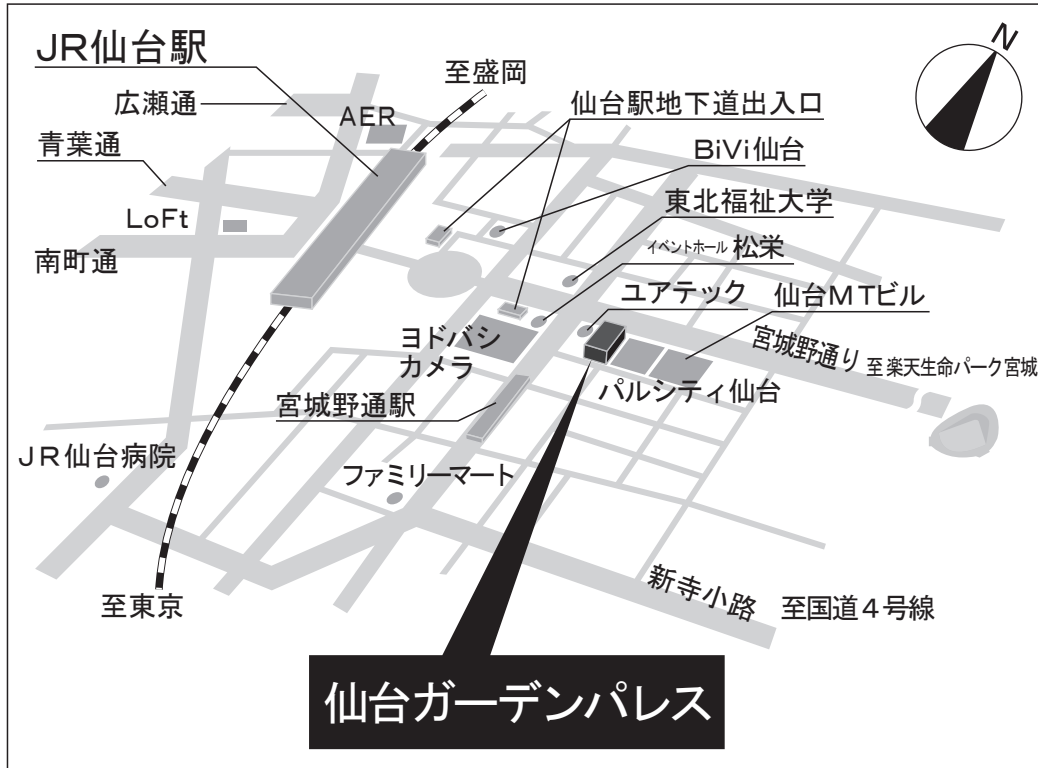 N
JR仙台駅
至盛岡
広瀬通
AER
仙台駅地下道出入口
青葉通
BiVi仙台
東北福祉大学
LoFt
イベントホール 松栄
南町通
ユアテック
仙台MTビル
ヨドバシ
カメラ
宮城野通り
至 楽天生命パーク宮城
パルシティ仙台
宮城野通駅
JR仙台病院
ファミリーマート
至東京
新寺小路
至国道4号線
仙台ガーデンパレス